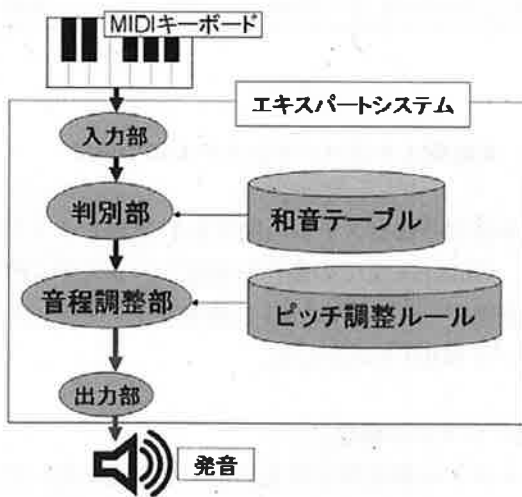 MIDIキーボード
エキスパートシステム
入力部
判別部
和音テーブル
音程調整部
ピッチ調整ルール
出力部
発音